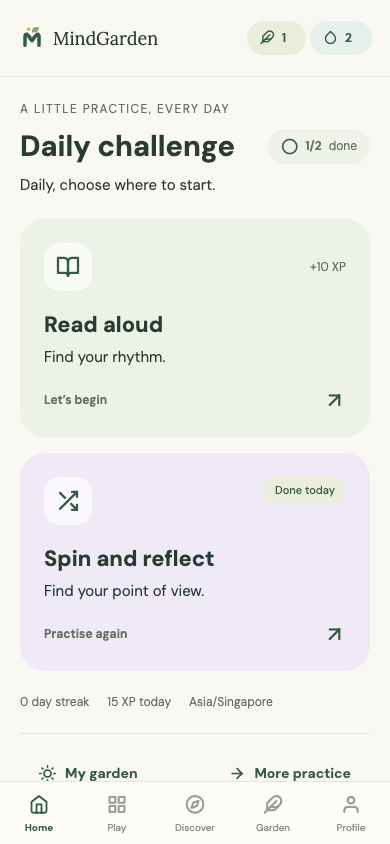 MindGarden
1
2
A LITTLE PRACTICE, EVERY DAY
Daily challenge
1/2 done
Daily, choose where to start.
+10 XP
Read aloud
Find your rhythm.
Let’s begin
Done today
Spin and reflect
Find your point of view.
Practise again
0 day streak 15 XP today Asia/Singapore
My garden More practice
Home Play Discover Garden Profile